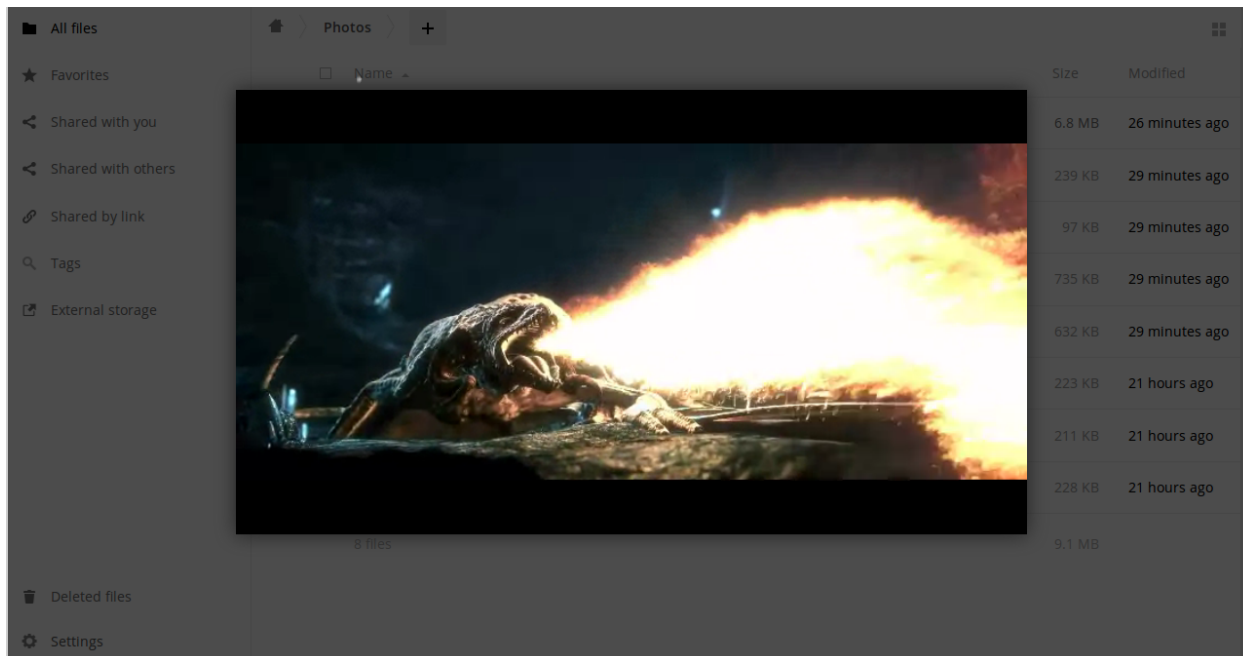 All files
Favorites
Shared with you
Shared with others
Shared by link
Tags
External storage
Deleted files
Settings
Photos +
Name Size Modified
6.8 MB 26 minutes ago
239 KB 29 minutes ago
97 KB 29 minutes ago
735 KB 29 minutes ago
632 KB 29 minutes ago
223 KB 21 hours ago
211 KB 21 hours ago
228 KB 21 hours ago
8 files 9.1 MB